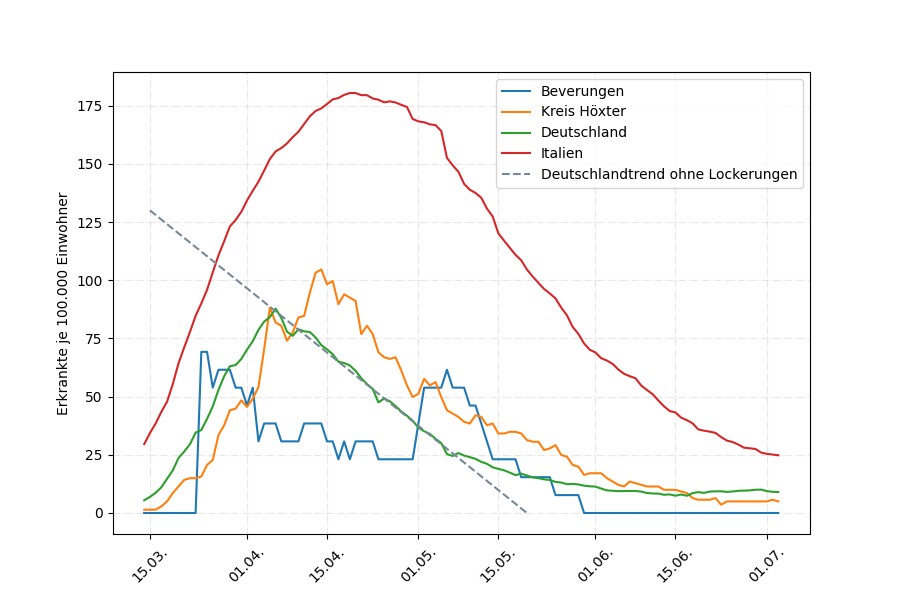 Erkrankte je 100.000 Einwohner
175
150
125
100
75
50
25
0
Beverungen
Kreis Höxter
Deutschland
Italien
Deutschlandtrend ohne Lockerungen
15.03.
01.04.
15.04.
01.05.
15.05.
01.06.
15.06.
01.07.